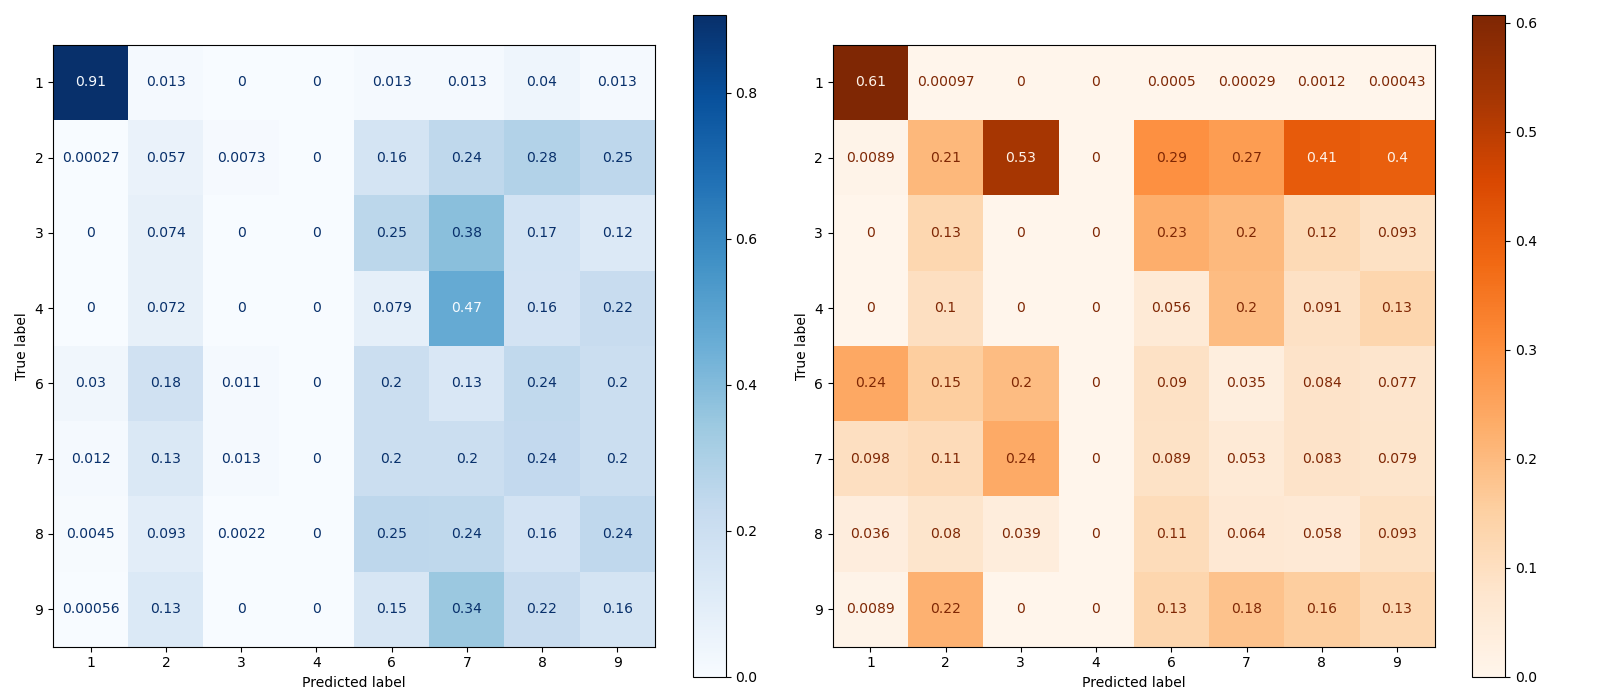 1 0.91 0.013 0 0 0.013 0.013 0.04 0.013
2 0.00027 0.057 0.0073 0 0.16 0.24 0.28 0.25
3 0 0.074 0 0 0.25 0.38 0.17 0.12
4 0 0.072 0 0 0.079 0.47 0.16 0.22
6 0.03 0.18 0.011 0 0.2 0.13 0.24 0.2
7 0.012 0.13 0.013 0 0.2 0.2 0.24 0.2
8 0.0045 0.093 0.0022 0 0.25 0.24 0.16 0.24
9 0.00056 0.13 0 0 0.15 0.34 0.22 0.16
1 2 3 4 6 7 8 9
Predicted label
True label
0.8
0.6
0.4
0.2
0.0
1 0.61 0.00097 0 0 0.0005 0.00029 0.0012 0.00043
2 0.0089 0.21 0.53 0 0.29 0.27 0.41 0.4
3 0 0.13 0 0 0.23 0.2 0.12 0.093
4 0 0.1 0 0 0.056 0.2 0.091 0.13
6 0.24 0.15 0.2 0 0.09 0.035 0.084 0.077
7 0.098 0.11 0.24 0 0.089 0.053 0.083 0.079
8 0.036 0.08 0.039 0 0.11 0.064 0.058 0.093
9 0.0089 0.22 0 0 0.13 0.18 0.16 0.13
1 2 3 4 6 7 8 9
Predicted label
True label
0.6
0.5
0.4
0.3
0.2
0.1
0.0